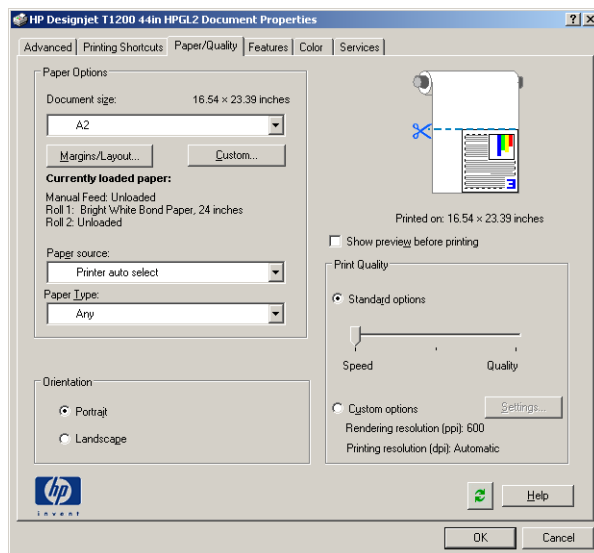 HP Designjet T1200 44in HPGL2 Document Properties
Advanced Printing Shortcuts Paper/Quality Features Color Services
Paper Options
Document size: 16.54 × 23.39 inches
A2
Margins/Layout... Custom...
Currently loaded paper:
Manual Feed: Unloaded
Roll 1: Bright White Bond Paper, 24 inches
Roll 2: Unloaded
Paper source:
Printer auto select
Paper Type:
Any
Orientation
Portrait
Landscape
3
Printed on: 16.54 × 23.39 inches
Show preview before printing
Print Quality
Standard options
Speed Quality
Custom options Settings...
Rendering resolution (ppi): 600
Printing resolution (dpi): Automatic
hp
invent
Help
OK Cancel